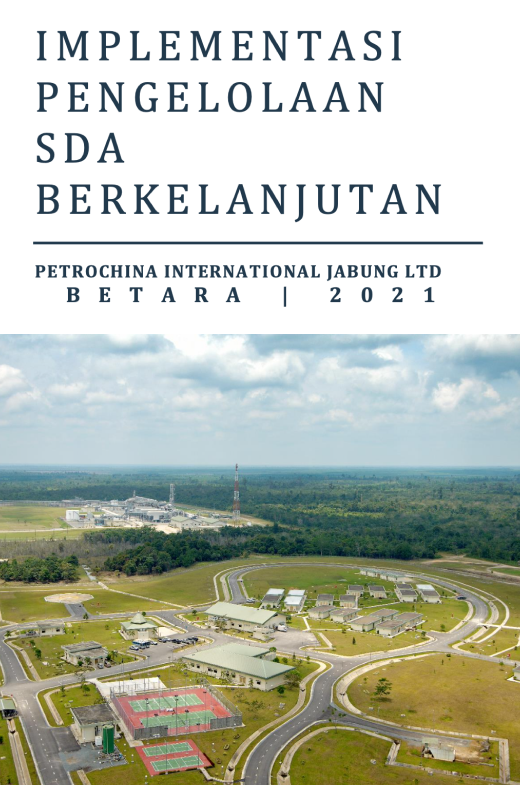 IMPLEMENTASI
PENGELOLAAN
SDA
BERKELANJUTAN
PETROCHINA INTERNATIONAL JABUNG LTD
BETARA | 2021